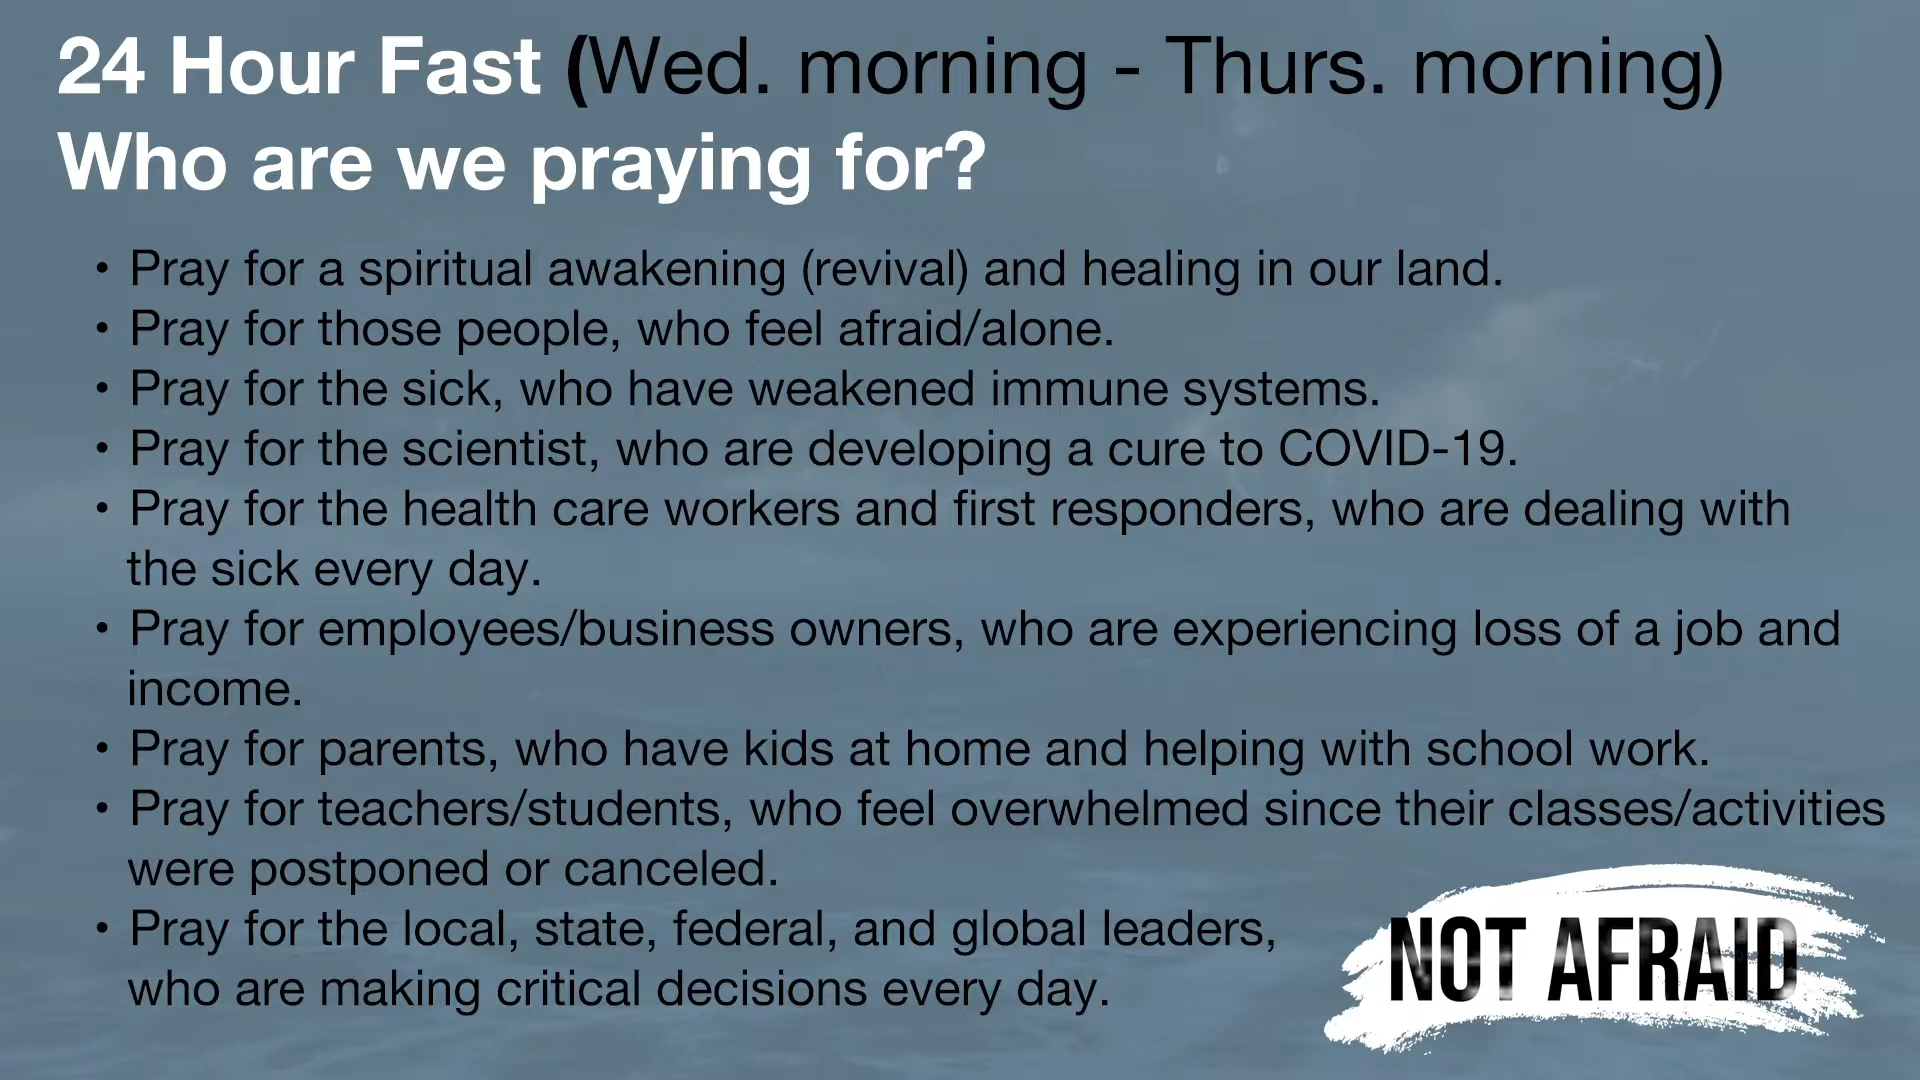 24 Hour Fast (Wed. morning - Thurs. morning)
Who are we praying for?
• Pray for a spiritual awakening (revival) and healing in our land.
• Pray for those people, who feel afraid/alone.
• Pray for the sick, who have weakened immune systems.
• Pray for the scientist, who are developing a cure to COVID-19.
• Pray for the health care workers and first responders, who are dealing with
the sick every day.
• Pray for employees/business owners, who are experiencing loss of a job and
income.
• Pray for parents, who have kids at home and helping with school work.
• Pray for teachers/students, who feel overwhelmed since their classes/activities
were postponed or canceled.
• Pray for the local, state, federal, and global leaders,
who are making critical decisions every day.
NOT AFRAID